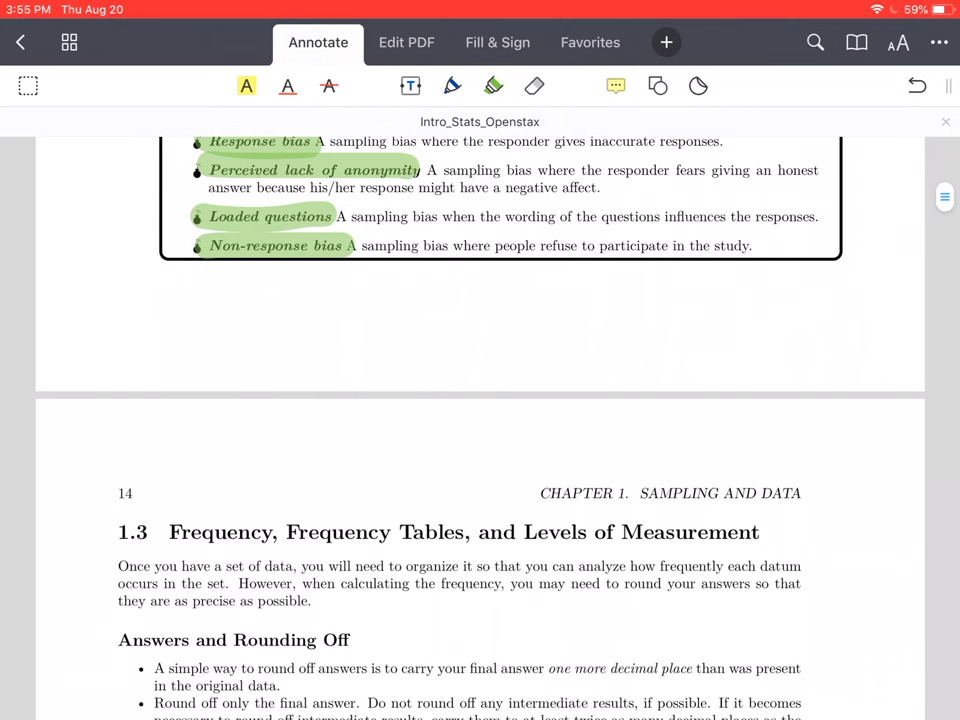 3:55 PM Thu Aug 20 59%
Annotate Edit PDF Fill & Sign Favorites
AA
A A A T
Intro_Stats_Openstax
Response bias A sampling bias where the responder gives inaccurate responses.
Perceived lack of anonymity A sampling bias where the responder fears giving an honest
answer because his/her response might have a negative affect.
Loaded questions A sampling bias when the wording of the questions influences the responses.
Non-response bias A sampling bias where people refuse to participate in the study.
14 CHAPTER 1. SAMPLING AND DATA
1.3 Frequency, Frequency Tables, and Levels of Measurement
Once you have a set of data, you will need to organize it so that you can analyze how frequently each datum
occurs in the set. However, when calculating the frequency, you may need to round your answers so that
they are as precise as possible.
Answers and Rounding Off
• A simple way to round off answers is to carry your final answer one more decimal place than was present
in the original data.
• Round off only the final answer. Do not round off any intermediate results, if possible. If it becomes
necessary to round off intermediate results, carry them to at least twice as many decimal places as the